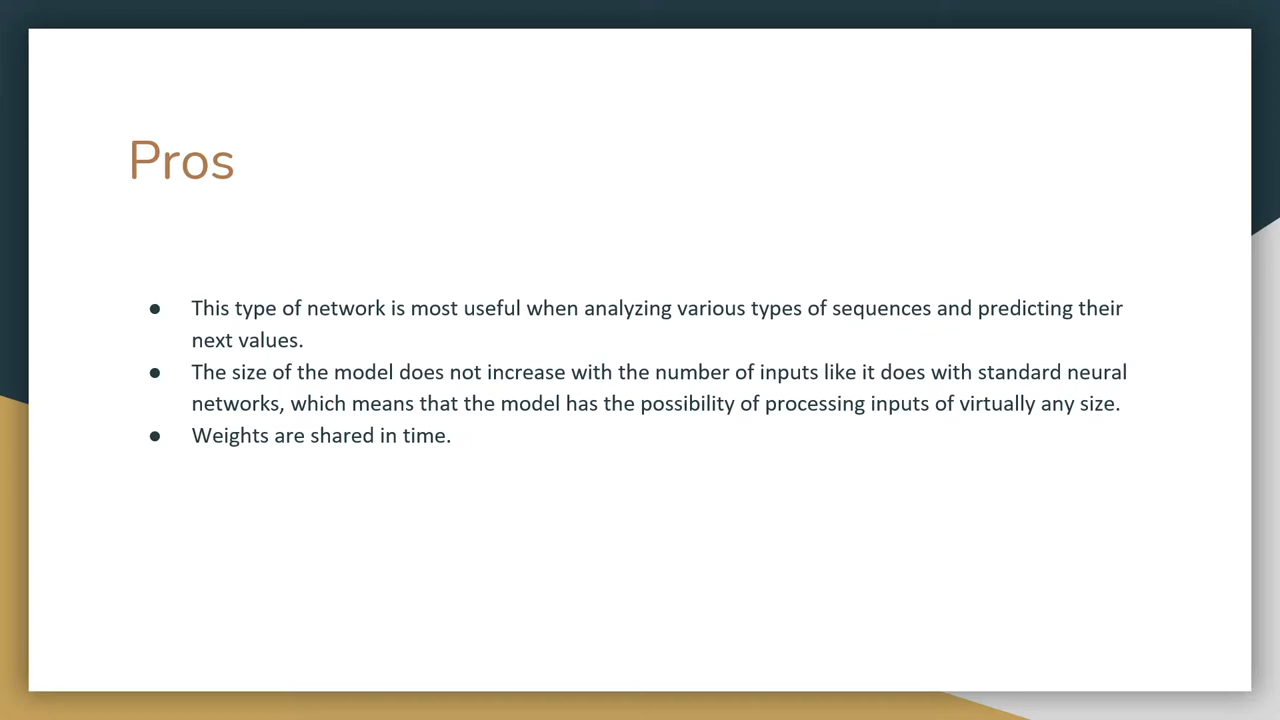 Pros
● This type of network is most useful when analyzing various types of sequences and predicting their
next values.
● The size of the model does not increase with the number of inputs like it does with standard neural
networks, which means that the model has the possibility of processing inputs of virtually any size.
● Weights are shared in time.